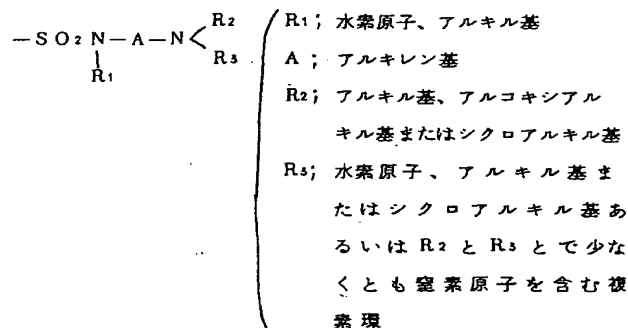 －SO2N－A－N＜R2 R3
R1
R1; 水素原子、アルキル基
A ; アルキレン基
R2; アルキル基、アルコキシアル
キル基またはシクロアルキル基
R3; 水素原子、アルキル基ま
たはシクロアルキル基あ
るいはR2とR3とで少な
くとも窒素原子を含む複
素環